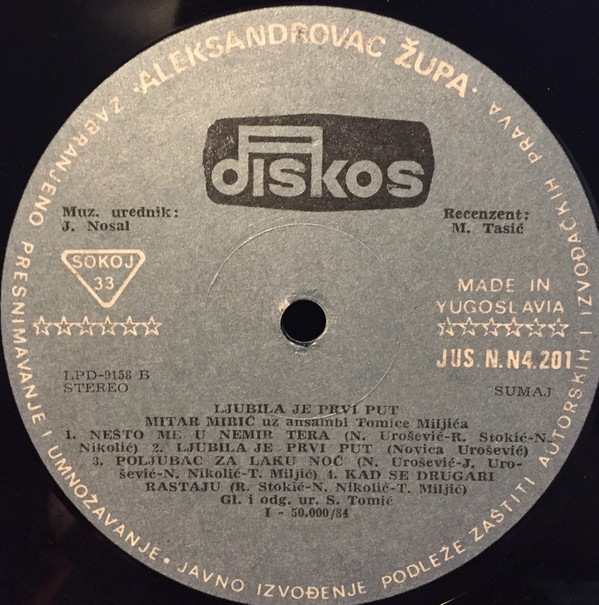 · ALEKSANDROVAC ŽUPA ·
diskos
Muz. urednik:
J. Nosal
Recenzent:
M. Tasić
SOKOJ
33
☆☆☆☆☆☆
MADE IN
YUGOSLAVIA
☆☆☆☆☆☆
JUS. N. N4.201
LPD-9158 B
STEREO
SUMAJ
LJUBILA JE PRVI PUT
MITAR MIRIĆ uz ansambl Tomice Miljića
1. NEŠTO ME U NEMIR TERA (N. Urošević-R. Stokić-N.
Nikolić) 2. LJUBILA JE PRVI PUT (Novica Urošević)
3. POLJUBAC ZA LAKU NOĆ (N. Urošević-J. Uro-
šević-N. Nikolić-T. Miljić) 4. KAD SE DRUGARI
RASTAJU (R. Stokić-N. Nikolić-T. Miljić)
Gl. i odg. ur. S. Tomić
I - 50.000/84
ZABRANJENO PRESNIMAVANJE I UMNOŽAVANJE • JAVNO IZVOĐENJE PODLEŽE ZAŠTITI AUTORSKIH I IZVOĐAČKIH PRAVA